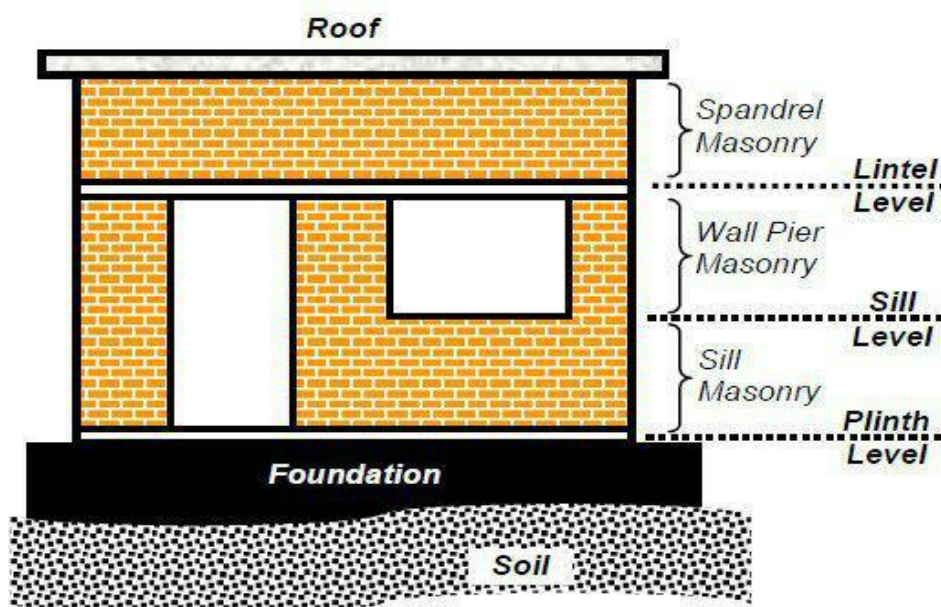 Roof
Spandrel
Masonry
Lintel
Level
Wall Pier
Masonry
Sill
Level
Sill
Masonry
Plinth
Level
Foundation
Soil